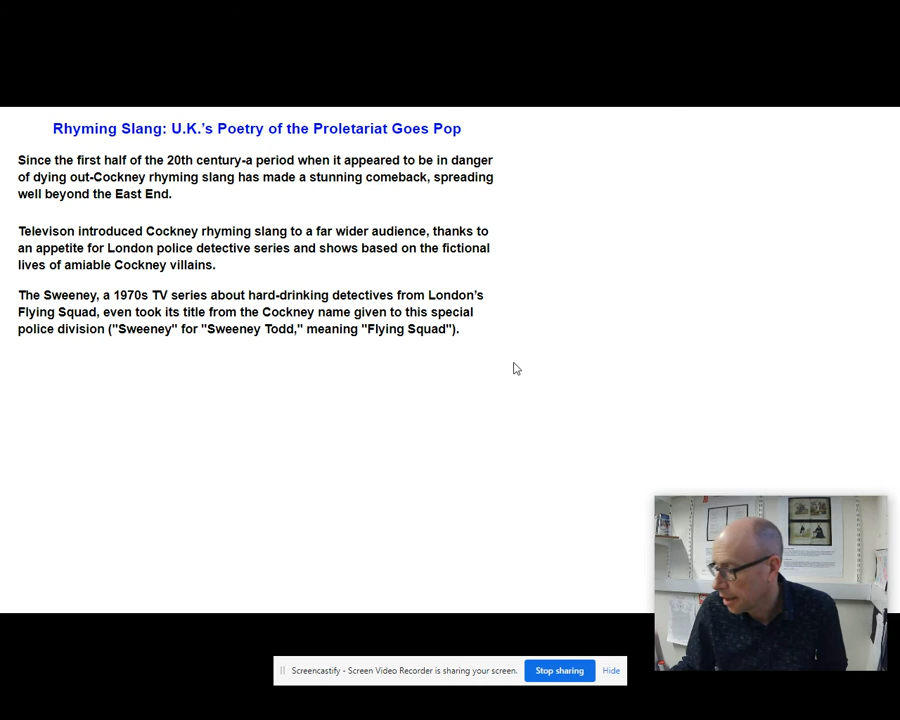 Rhyming Slang: U.K.'s Poetry of the Proletariat Goes Pop
Since the first half of the 20th century-a period when it appeared to be in danger
of dying out-Cockney rhyming slang has made a stunning comeback, spreading
well beyond the East End.
Televison introduced Cockney rhyming slang to a far wider audience, thanks to
an appetite for London police detective series and shows based on the fictional
lives of amiable Cockney villains.
The Sweeney, a 1970s TV series about hard-drinking detectives from London's
Flying Squad, even took its title from the Cockney name given to this special
police division ("Sweeney" for "Sweeney Todd," meaning "Flying Squad").
Screencastify - Screen Video Recorder is sharing your screen.
Stop sharing
Hide